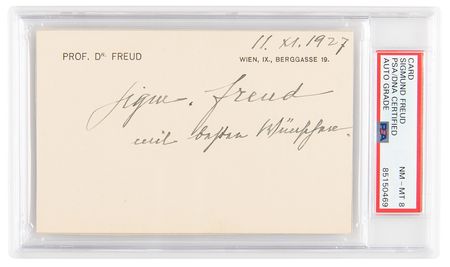 11. XI. 1927
PROF. DR. FREUD
WIEN, IX., BERGGASSE 19.
sigm. freud
mit besten Wünschen.
CARD
SIGMUND FREUD
PSA/DNA CERTIFIED
AUTO GRADE
PSA
NM-MT 8
85150469